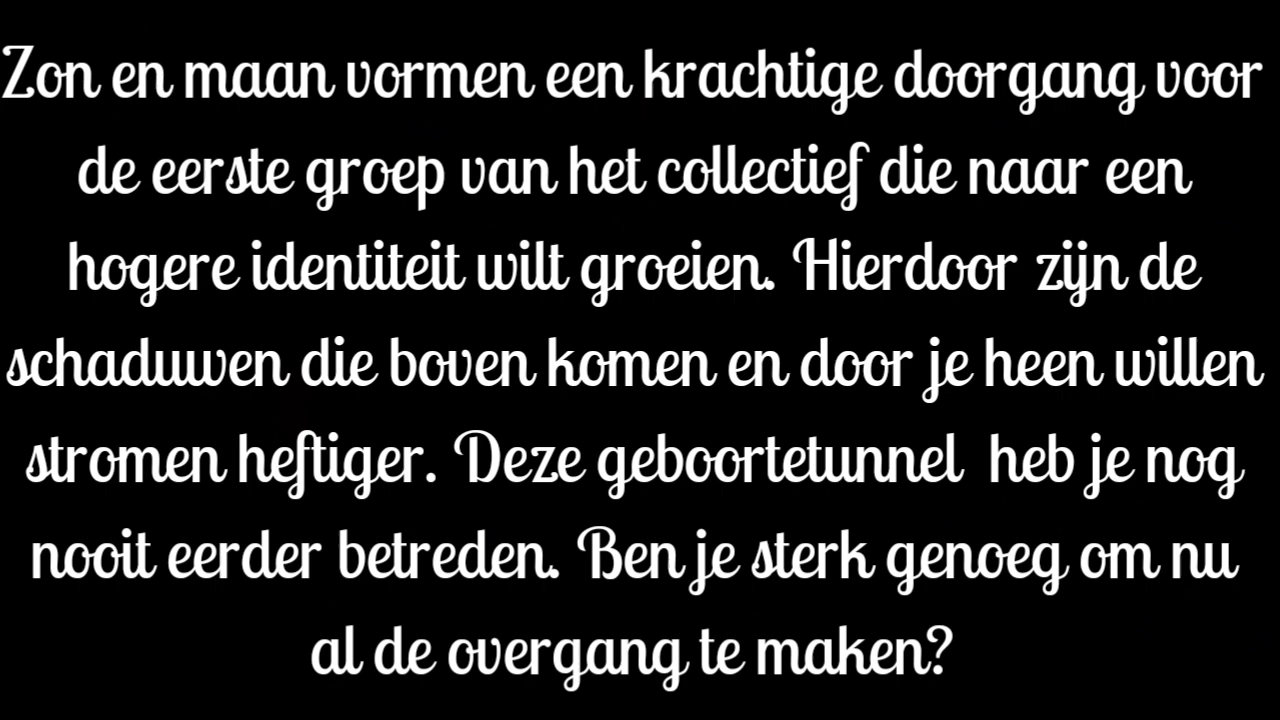 Zon en maan vormen een krachtige doorgang voor
de eerste groep van het collectief die naar een
hogere identiteit wilt groeien. Hierdoor zijn de
schaduwen die boven komen en door je heen willen
stromen heftiger. Deze geboortetunnel heb je nog
nooit eerder betreden. Ben je sterk genoeg om nu
al de overgang te maken?